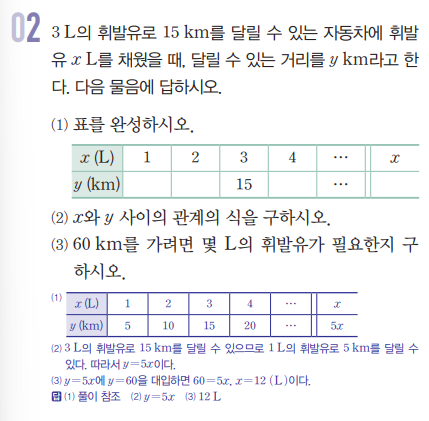 02 3 L의 휘발유로 15 km를 달릴 수 있는 자동차에 휘발
유 x L를 채웠을 때, 달릴 수 있는 거리를 y km라고 한
다. 다음 물음에 답하시오.
(1) 표를 완성하시오.
x (L) 1 2 3 4 … x
y (km) 15 …
(2) x와 y 사이의 관계의 식을 구하시오.
(3) 60 km를 가려면 몇 L의 휘발유가 필요한지 구
하시오.
(1) x (L) 1 2 3 4 … x
y (km) 5 10 15 20 … 5x
(2) 3 L의 휘발유로 15 km를 달릴 수 있으므로 1 L의 휘발유로 5 km를 달릴 수
있다. 따라서 y=5x이다.
(3) y=5x에 y=60을 대입하면 60=5x, x=12 (L)이다.
답 (1) 풀이 참조 (2) y=5x (3) 12 L